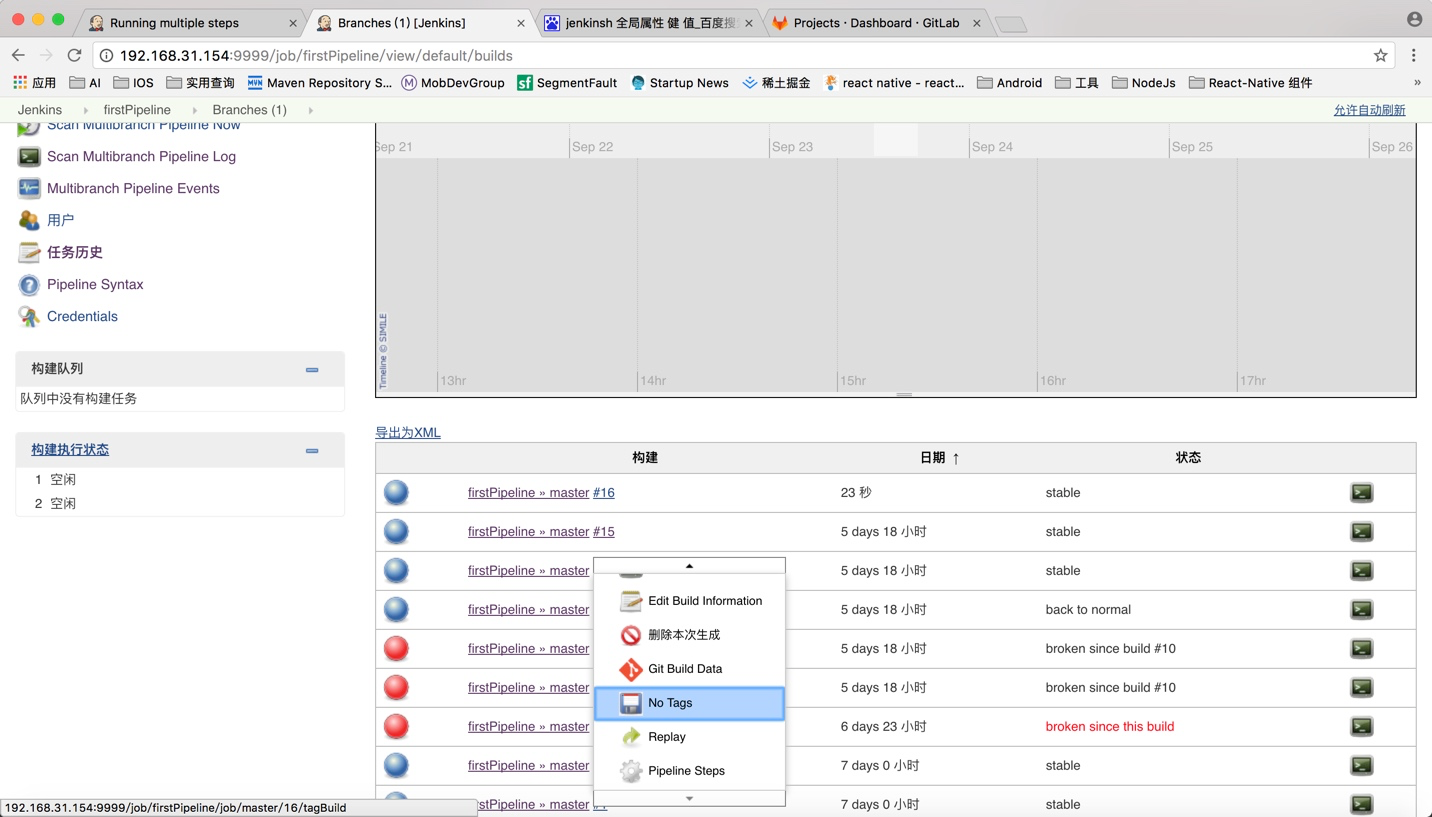 Running multiple steps
Branches (1) [Jenkins]
jenkinsh 全局属性 健 值_百度搜
Projects · Dashboard · GitLab
192.168.31.154:9999/job/firstPipeline/view/default/builds
应用
AI
IOS
实用查询
Maven Repository S...
MobDevGroup
SegmentFault
Startup News
稀土掘金
react native - react...
Android
工具
NodeJs
React-Native 组件
»
Jenkins
firstPipeline
Branches (1)
允许自动刷新
Scan Multibranch Pipeline Now
Scan Multibranch Pipeline Log
Multibranch Pipeline Events
用户
任务历史
Pipeline Syntax
Credentials
构建队列
队列中没有构建任务
构建执行状态
1 空闲
2 空闲
Sep 21
Sep 22
Sep 23
Sep 24
Sep 25
Sep 26
Timeline © SIMILE
13hr
14hr
15hr
16hr
17hr
导出为XML
构建 日期 ↑ 状态
firstPipeline » master #16 23 秒 stable
firstPipeline » master #15 5 days 18 小时 stable
firstPipeline » master 5 days 18 小时 stable
firstPipeline » master 5 days 18 小时 back to normal
firstPipeline » master 5 days 18 小时 broken since build #10
firstPipeline » master 5 days 18 小时 broken since build #10
firstPipeline » master 6 days 23 小时 broken since this build
firstPipeline » master 7 days 0 小时 stable
stPipeline » master 7 days 0 小时 stable
Edit Build Information
删除本次生成
Git Build Data
No Tags
Replay
Pipeline Steps
192.168.31.154:9999/job/firstPipeline/job/master/16/tagBuild